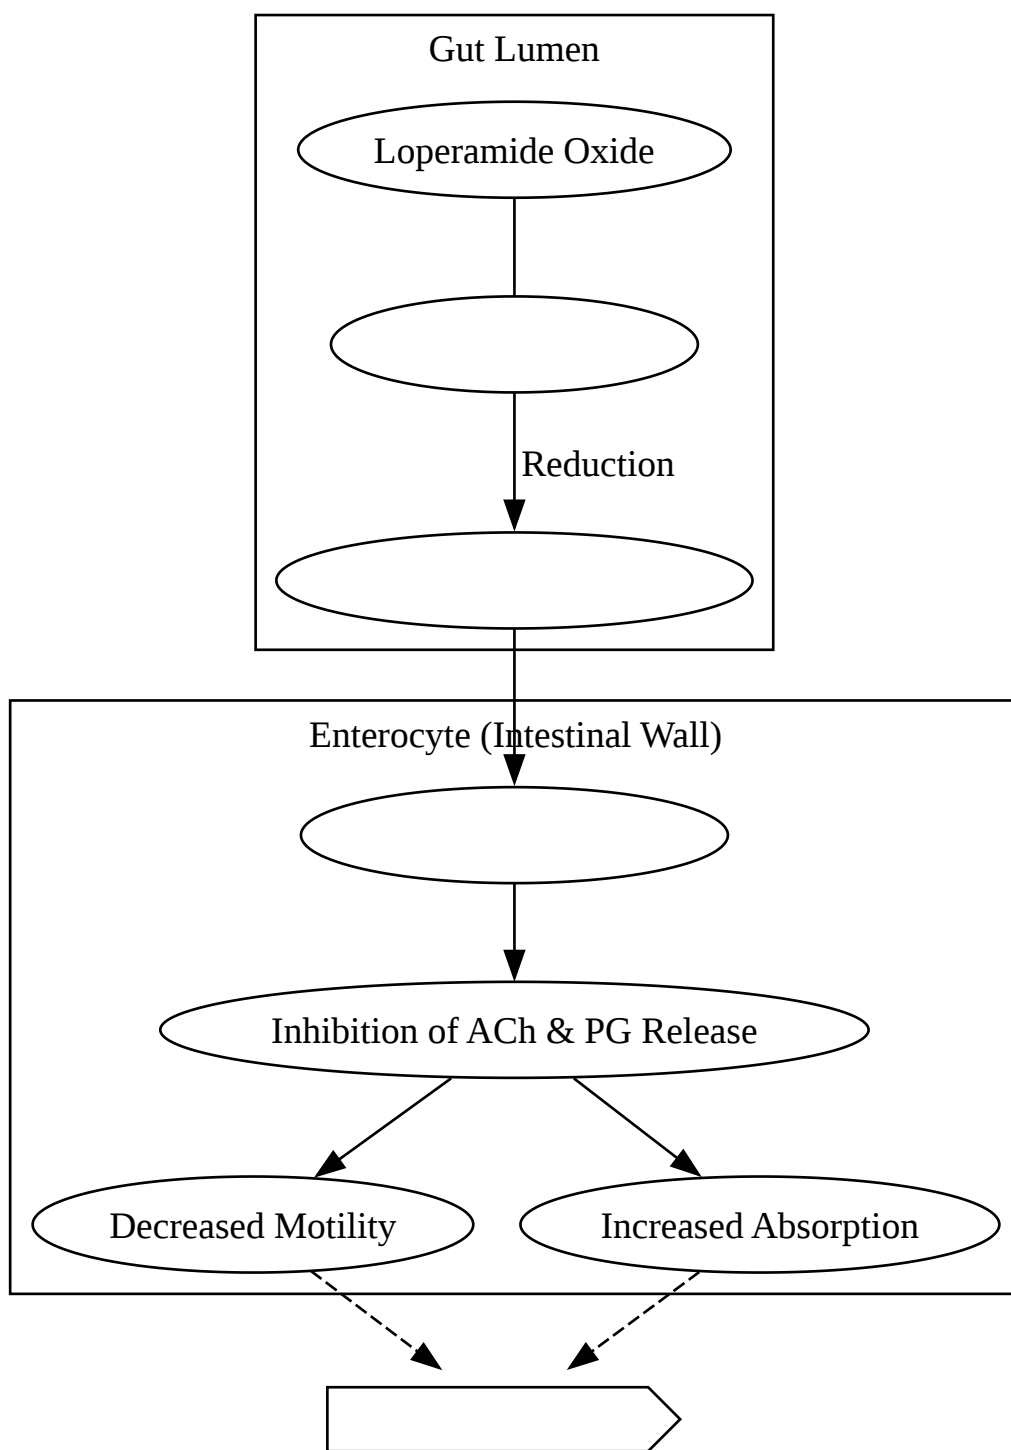 Gut Lumen
Loperamide Oxide
Reduction
Enterocyte (Intestinal Wall)
Inhibition of ACh & PG Release
Decreased Motility
Increased Absorption